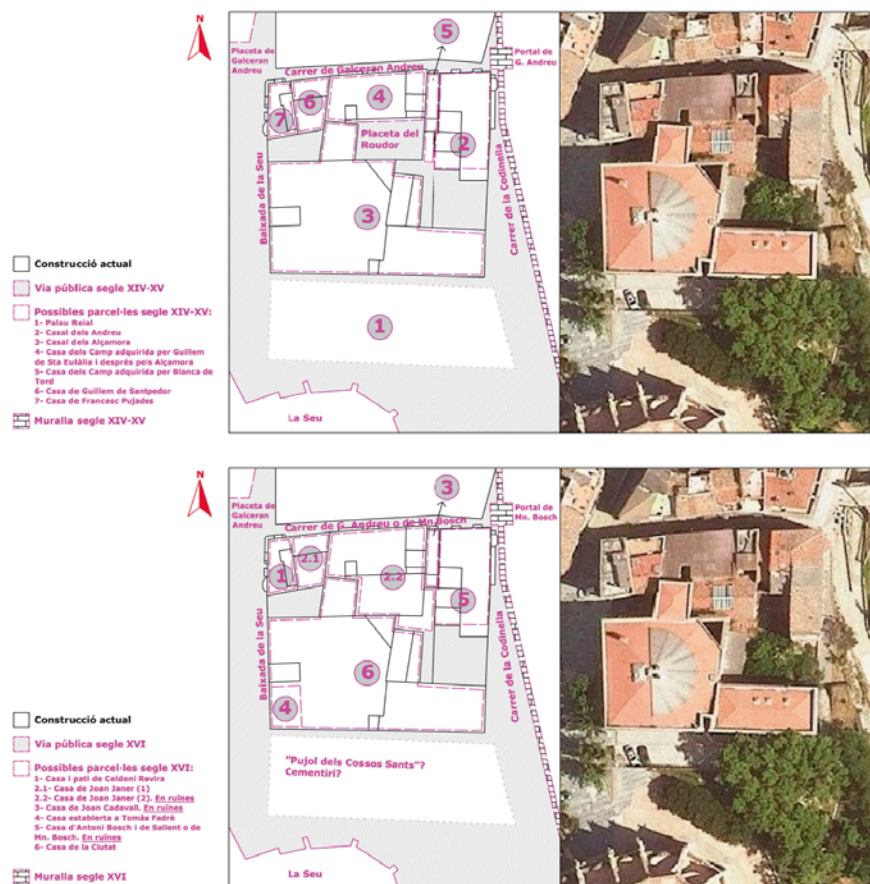 N
Placeta de
Galceran
Andreu
Carrer de Galceran Andreu
5
Portal de
G. Andreu
7
6
4
2
Placeta del
Roudor
Baixada de la Seu
3
Carrer de la Codinella
1
La Seu
Construcció actual
Via pública segle XIV-XV
Possibles parcel·les segle XIV-XV:
1- Palau Reial
2- Casal dels Andreu
3- Casal dels Alçamora
4- Casa dels Camp adquirida per Guillem
de Sta Eulàlia i després pels Alçamora
5- Casa dels Camp adquirida per Blanca de
Tord
6- Casa de Guillem de Santpedor
7- Casa de Francesc Pujades
Muralla segle XIV-XV
N
Placeta de
Galceran
Andreu
Carrer de G. Andreu o de Mn. Bosch
3
Portal de
Mn. Bosch
1
2.1
2.2
5
Baixada de la Seu
6
4
Carrer de la Codinella
"Pujol dels Cossos Sants"?
Cementiri?
La Seu
Construcció actual
Via pública segle XVI
Possibles parcel·les segle XVI:
1- Casa i pati de Celdoni Rovira
2.1- Casa de Joan Janer (1)
2.2- Casa de Joan Janer (2). En ruïnes
3- Casa de Joan Cadavall. En ruïnes
4- Casa establerta a Tomàs Fadré
5- Casa d'Antoni Bosch i de Sallent o de
Mn. Bosch. En ruïnes
6- Casa de la Ciutat
Muralla segle XVI